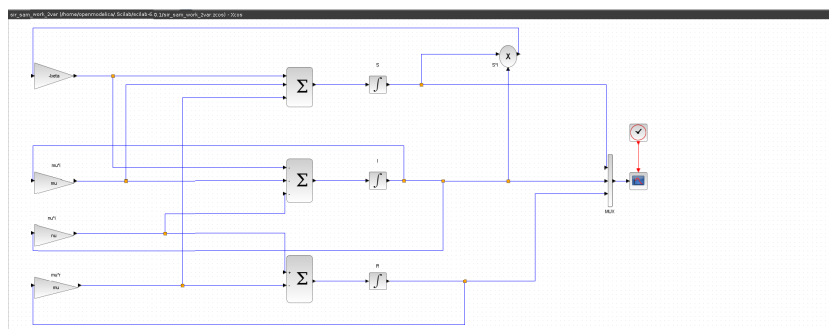 sir_sam_work_2var (/home/openmodelica/ Scilab/scilab-6.0.1/sir_sam_work_2var.zcos) - Xcos
S
X
S*I
-beta
Σ
∫
mu*I
I
mu
Σ
∫
MUX
nu*I
nu
R
mu*r
mu
Σ
∫